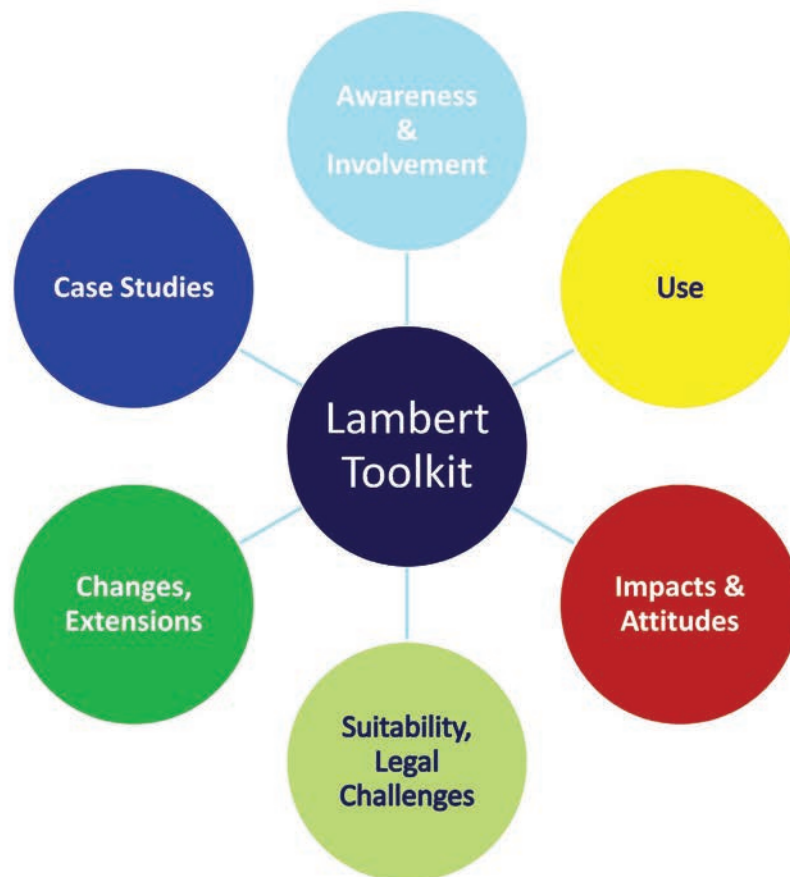 Awareness
&
Involvement
Case Studies
Use
Lambert
Toolkit
Changes,
Extensions
Impacts &
Attitudes
Suitability,
Legal
Challenges